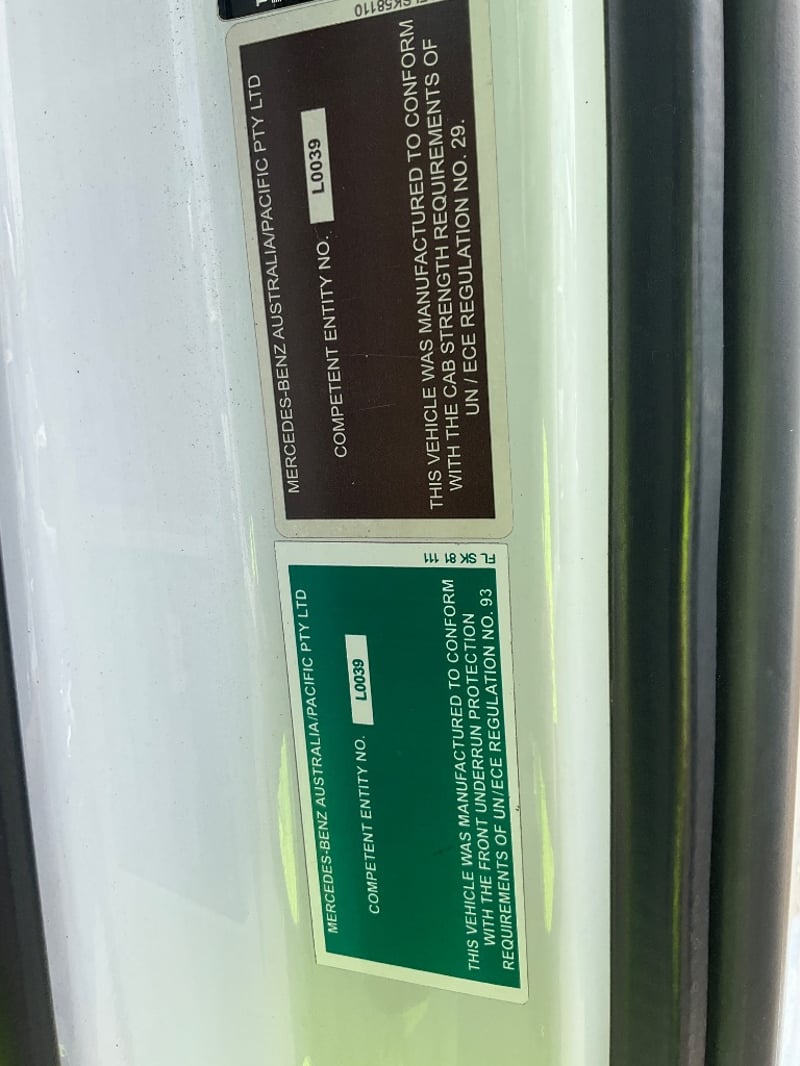 FL SK58110
MERCEDES-BENZ AUSTRALIA/PACIFIC PTY LTD
COMPETENT ENTITY NO. L0039
THIS VEHICLE WAS MANUFACTURED TO CONFORM
WITH THE CAB STRENGTH REQUIREMENTS OF
UN / ECE REGULATION NO. 29.
FL SK 81 111
MERCEDES-BENZ AUSTRALIA/PACIFIC PTY LTD
COMPETENT ENTITY NO. L0039
THIS VEHICLE WAS MANUFACTURED TO CONFORM
WITH THE FRONT UNDERRUN PROTECTION
REQUIREMENTS OF UN/ECE REGULATION NO. 93